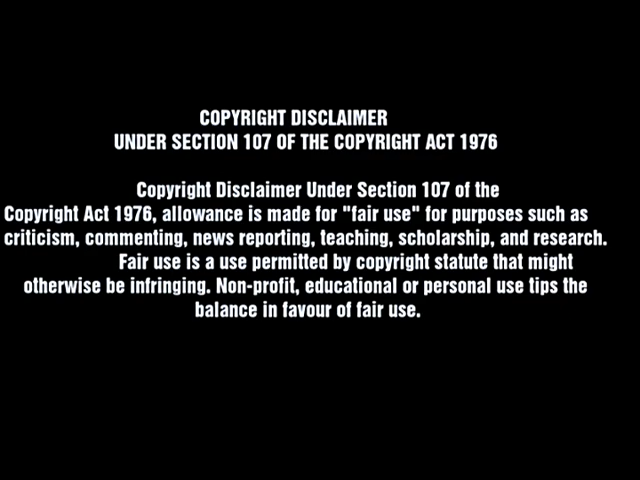 COPYRIGHT DISCLAIMER
UNDER SECTION 107 OF THE COPYRIGHT ACT 1976
Copyright Disclaimer Under Section 107 of the
Copyright Act 1976, allowance is made for "fair use" for purposes such as
criticism, commenting, news reporting, teaching, scholarship, and research.
Fair use is a use permitted by copyright statute that might
otherwise be infringing. Non-profit, educational or personal use tips the
balance in favour of fair use.